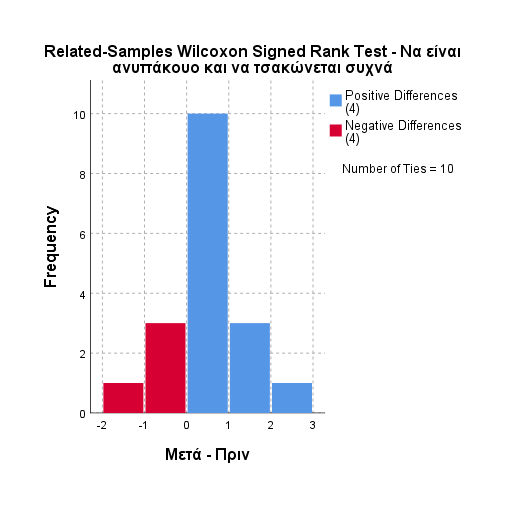 Related-Samples Wilcoxon Signed Rank Test - Να είναι
ανυπάκουο και να τσακώνεται συχνά
Positive Differences
(4)
Negative Differences
(4)
Number of Ties = 10
Frequency
10
8
6
4
2
0
-2 -1 0 1 2 3
Μετά - Πριν